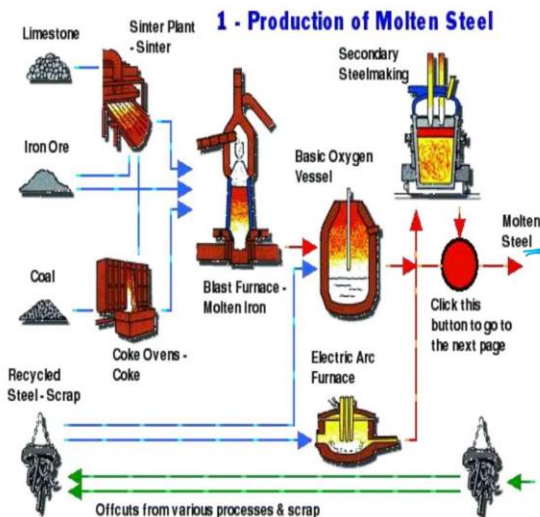 1 - Production of Molten Steel
Limestone
Sinter Plant
- Sinter
Secondary
Steelmaking
Iron Ore
Basic Oxygen
Vessel
Molten
Steel
Coal
Blast Furnace -
Molten Iron
Click this
button to go to
the next page
Coke Ovens -
Coke
Electric Arc
Furnace
Recycled
Steel - Scrap
Offcuts from various processes & scrap